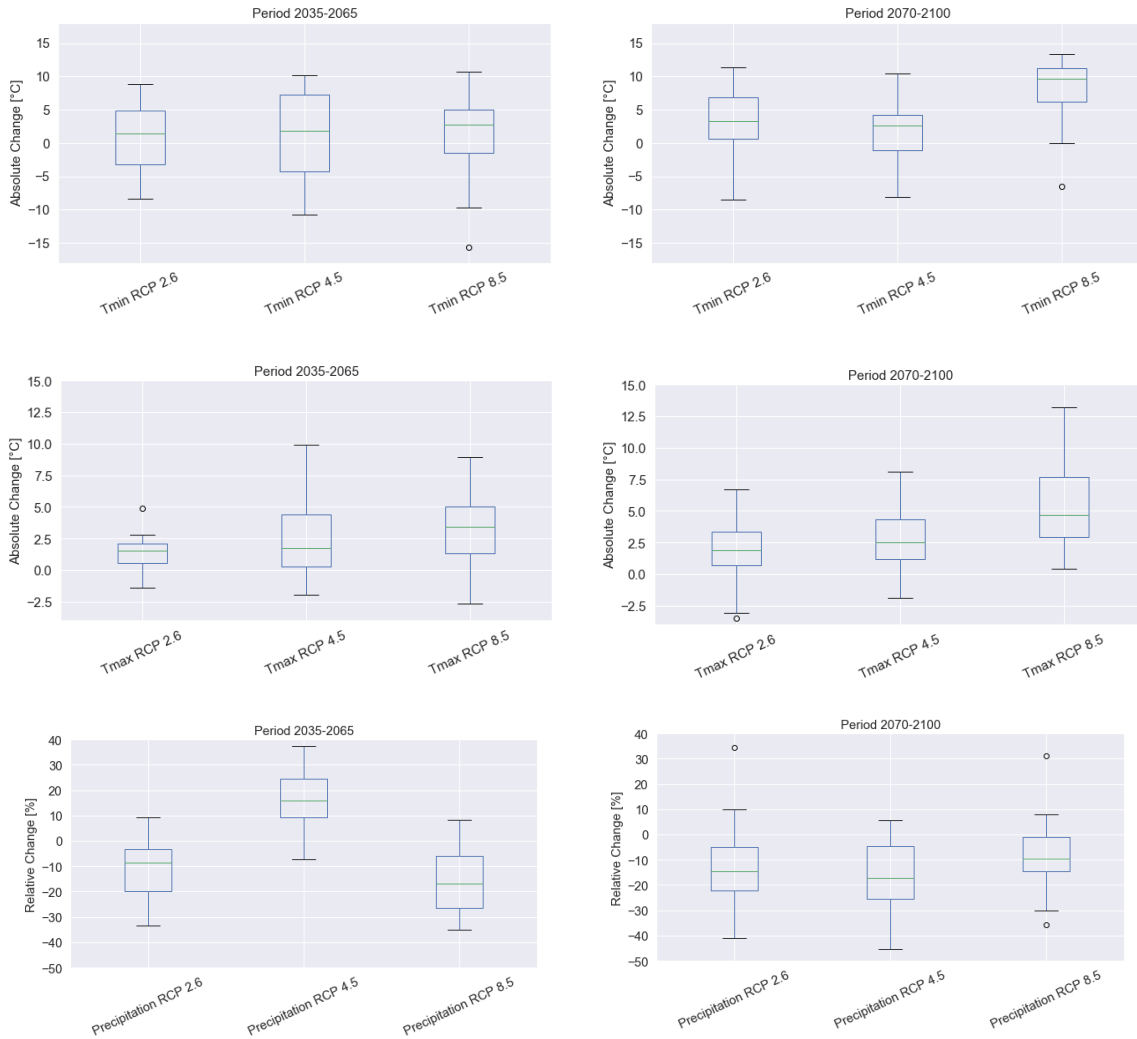 Period 2035-2065
Absolute Change [°C]
15
10
5
0
−5
−10
−15
Tmin RCP 2.6
Tmin RCP 4.5
Tmin RCP 8.5
Period 2070-2100
Absolute Change [°C]
15
10
5
0
−5
−10
−15
Tmin RCP 2.6
Tmin RCP 4.5
Tmin RCP 8.5
Period 2035-2065
Absolute Change [°C]
15.0
12.5
10.0
7.5
5.0
2.5
0.0
−2.5
Tmax RCP 2.6
Tmax RCP 4.5
Tmax RCP 8.5
Period 2070-2100
Absolute Change [°C]
15.0
12.5
10.0
7.5
5.0
2.5
0.0
−2.5
Tmax RCP 2.6
Tmax RCP 4.5
Tmax RCP 8.5
Period 2035-2065
Relative Change [%]
40
30
20
10
0
−10
−20
−30
−40
−50
Precipitation RCP 2.6
Precipitation RCP 4.5
Precipitation RCP 8.5
Period 2070-2100
Relative Change [%]
40
30
20
10
0
−10
−20
−30
−40
−50
Precipitation RCP 2.6
Precipitation RCP 4.5
Precipitation RCP 8.5